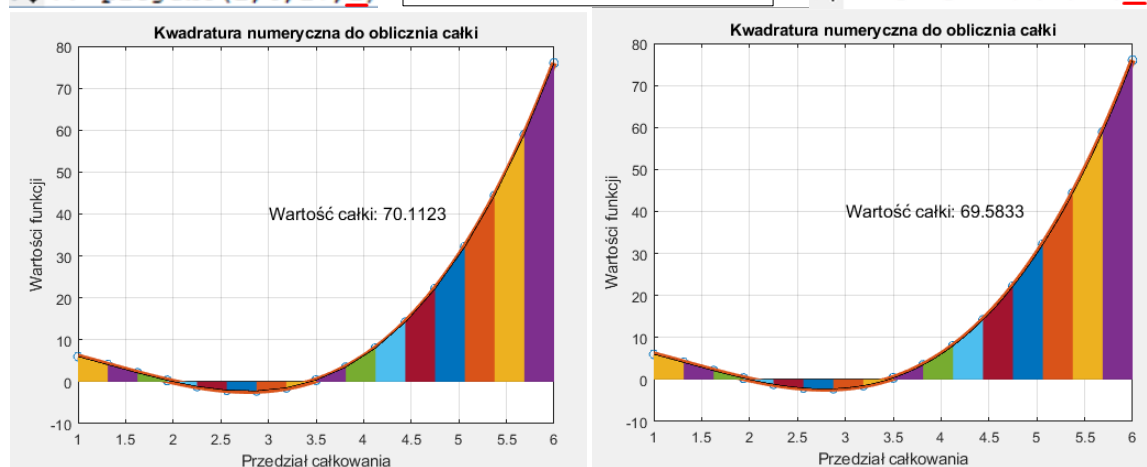 Kwadratura numeryczna do oblicznia całki
80
70
60
50
40
30
20
10
0
-10
Wartości funkcji
Wartość całki: 70.1123
1 1.5 2 2.5 3 3.5 4 4.5 5 5.5 6
Przedział całkowania
Kwadratura numeryczna do oblicznia całki
80
70
60
50
40
30
20
10
0
-10
Wartości funkcji
Wartość całki: 69.5833
1 1.5 2 2.5 3 3.5 4 4.5 5 5.5 6
Przedział całkowania